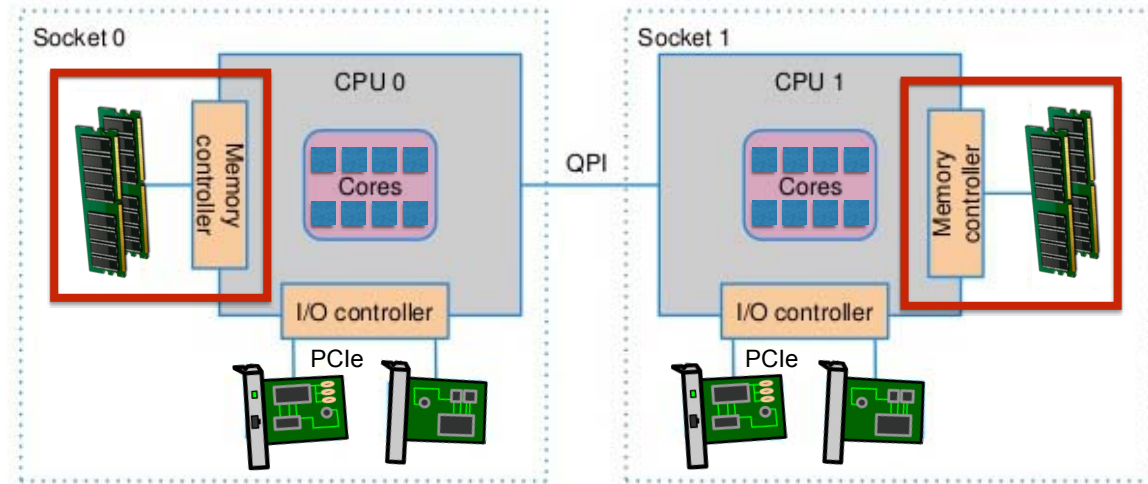 Socket 0
CPU 0
Memory
controller
Cores
I/O controller
PCIe
QPI
Socket 1
CPU 1
Cores
Memory
controller
I/O controller
PCIe